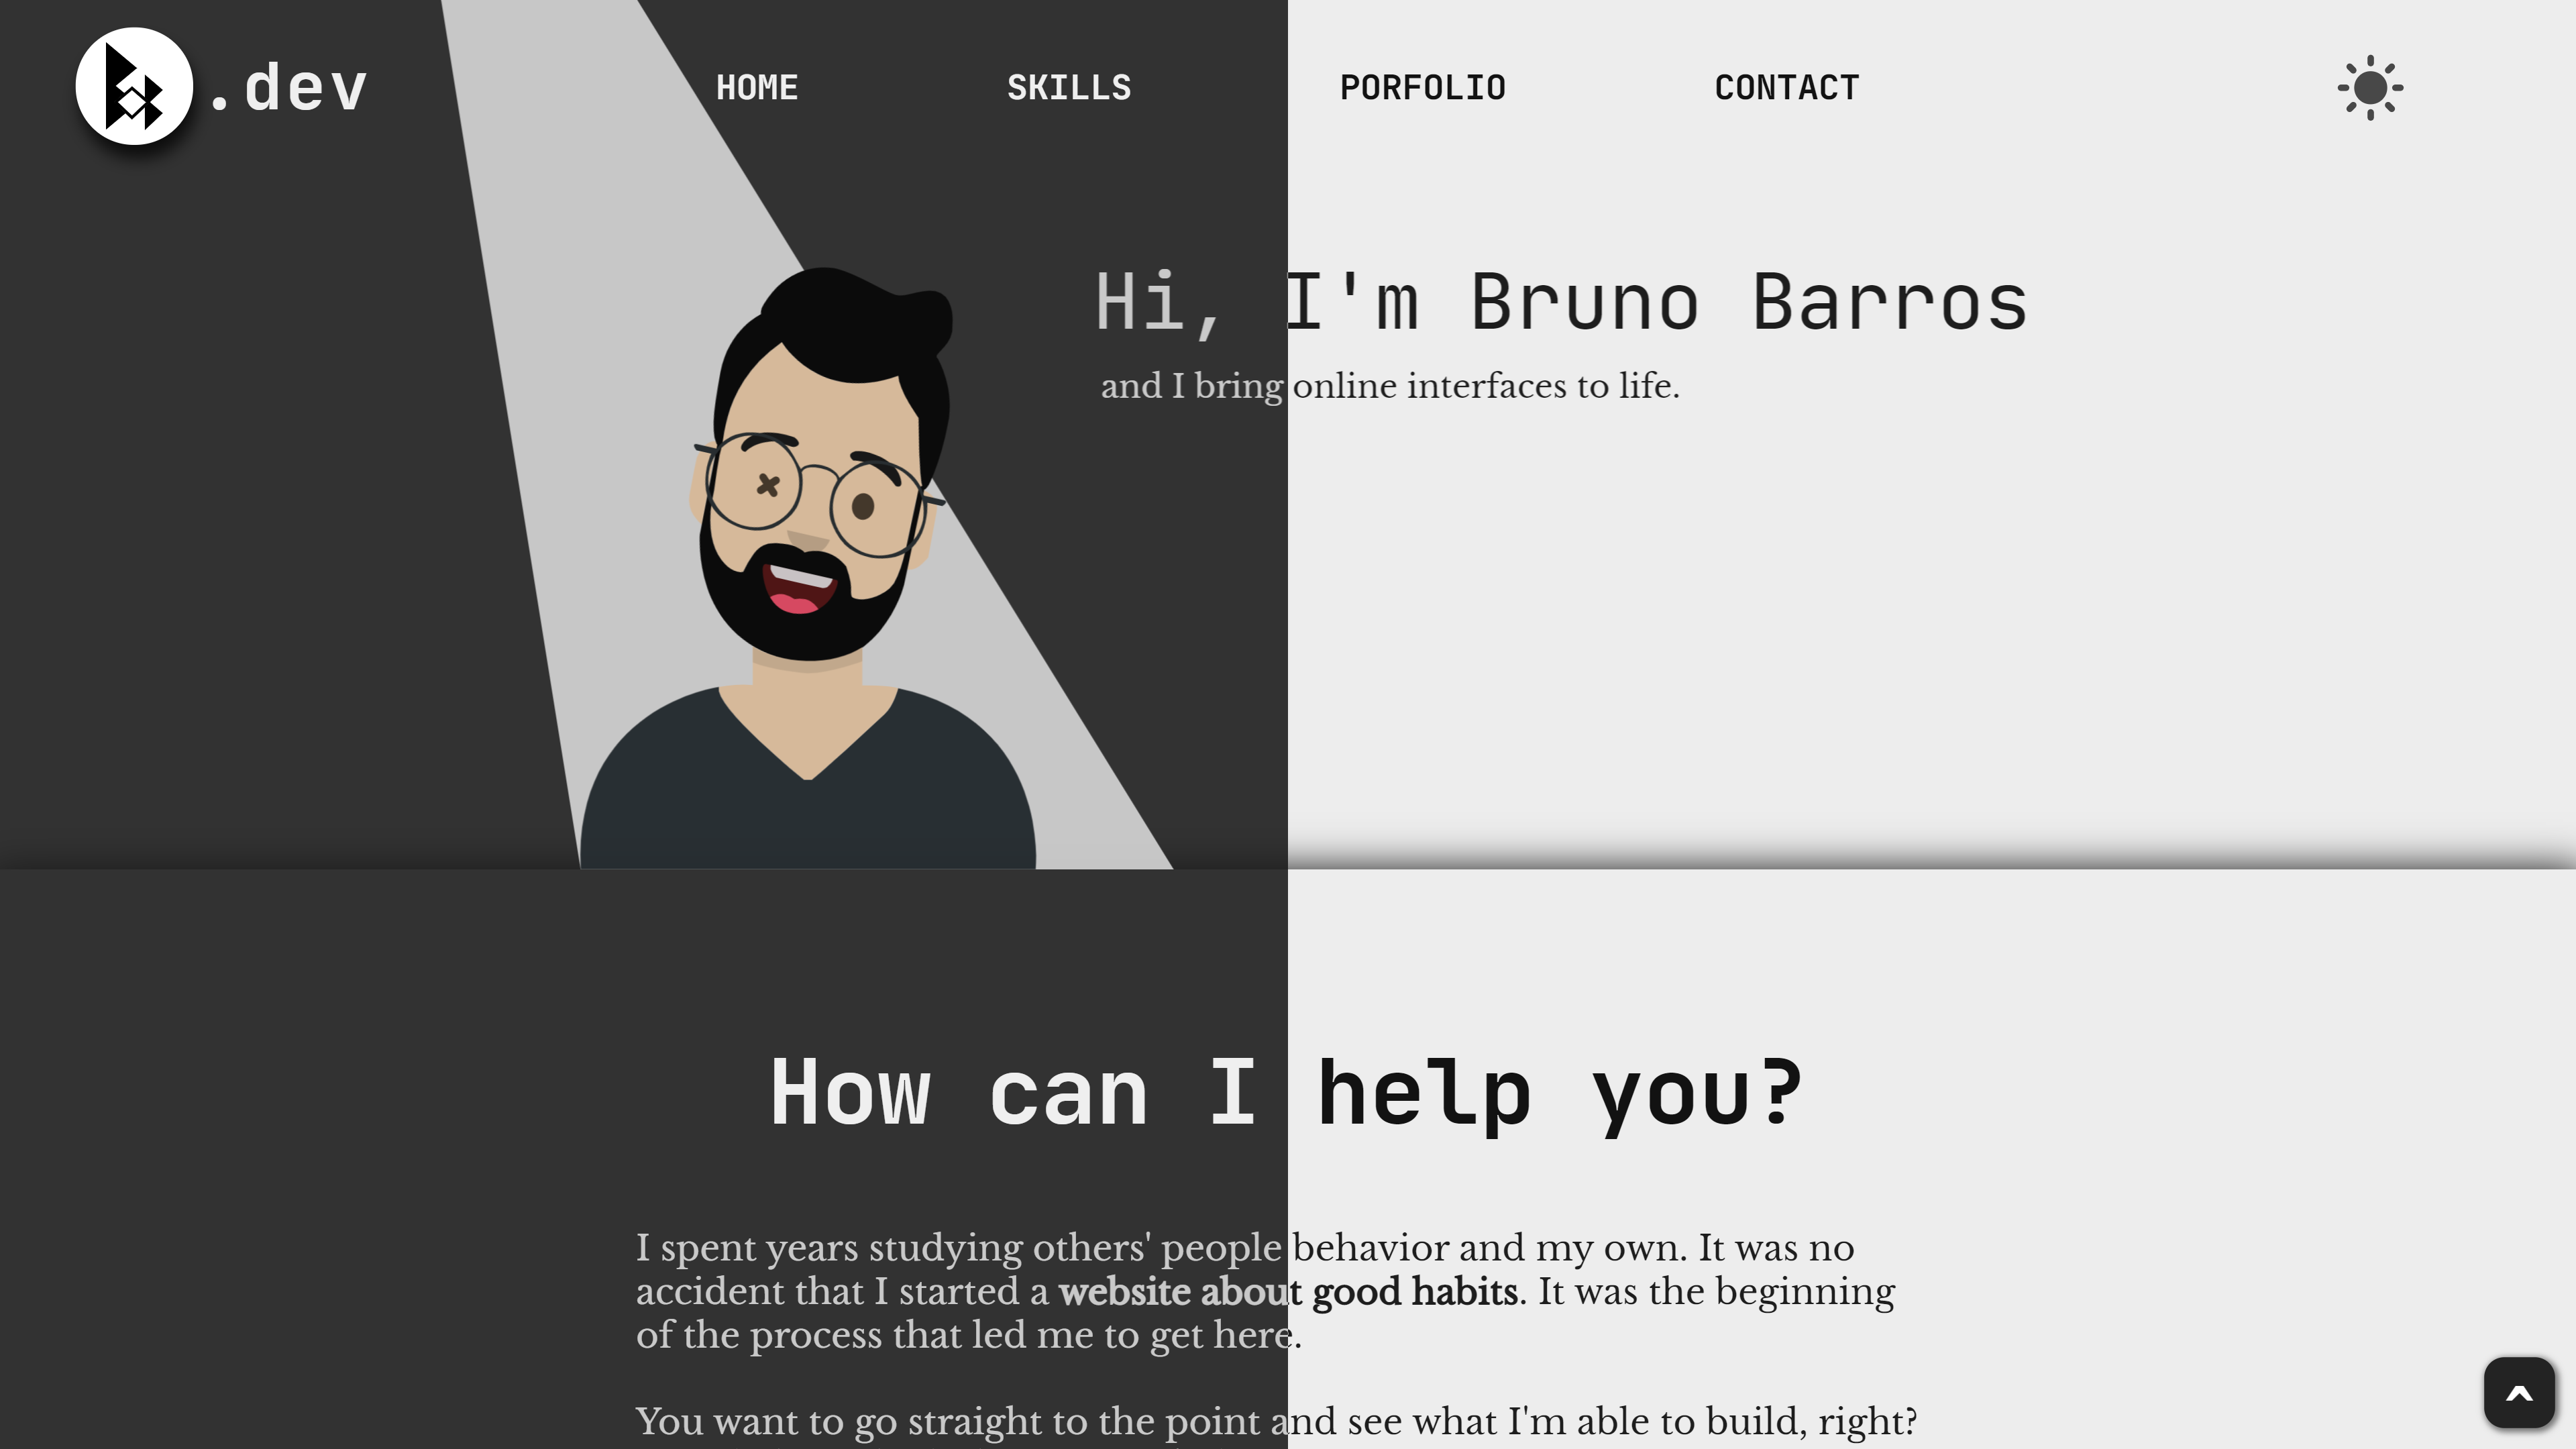 .dev
HOME SKILLS PORFOLIO CONTACT
Hi, I'm Bruno Barros
and I bring online interfaces to life.
How can I help you?
I spent years studying others' people behavior and my own. It was no
accident that I started a website about good habits. It was the beginning
of the process that led me to get here.
You want to go straight to the point and see what I'm able to build, right?